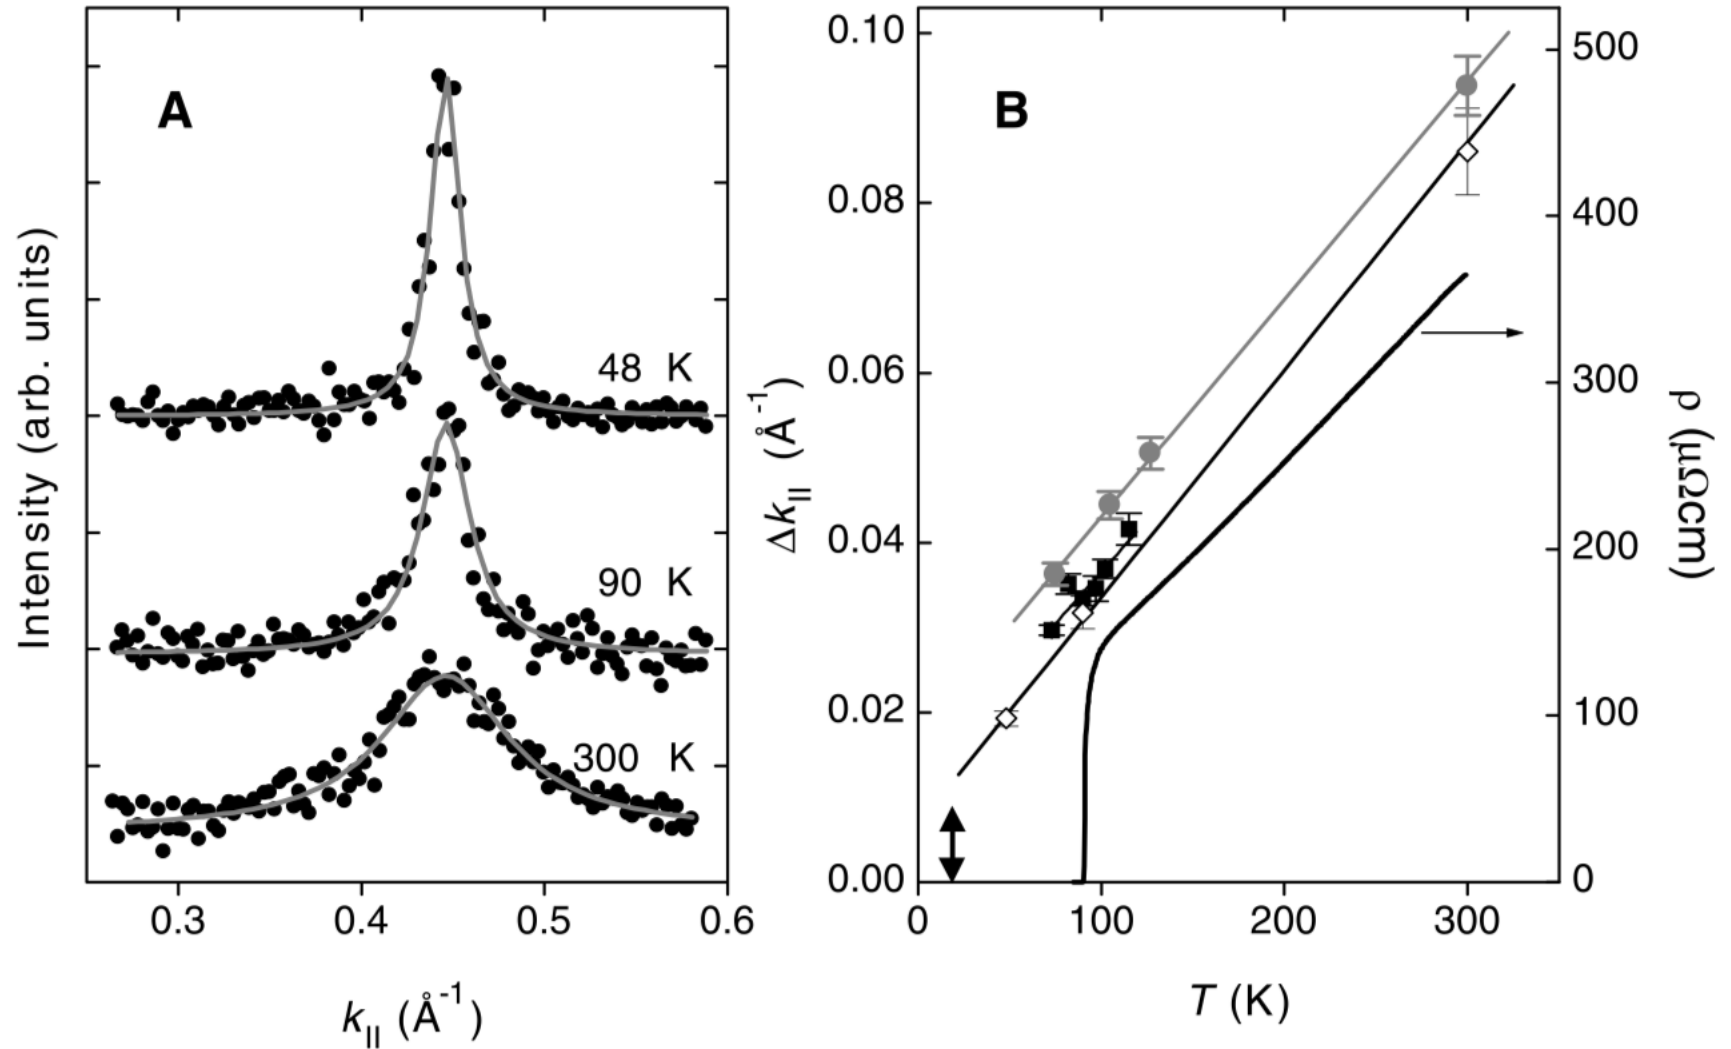 A
Intensity (arb. units)
48 K
90 K
300 K
0.3 0.4 0.5 0.6
k|| (Å-1)
B
0.10
0.08
0.06
0.04
0.02
0.00
Δk|| (Å-1)
500
400
300
200
100
0
ρ (μΩcm)
0 100 200 300
T (K)